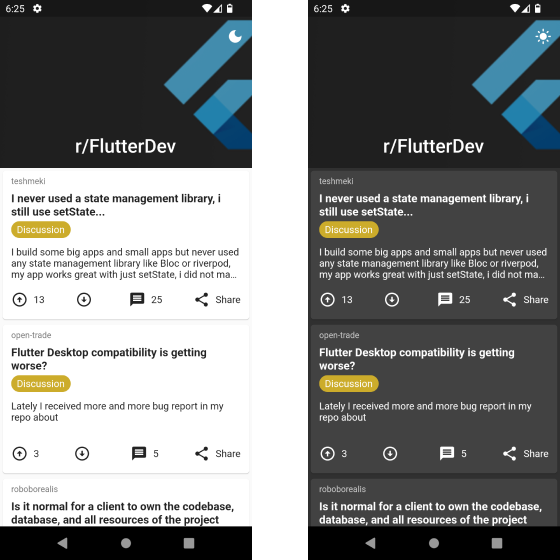 6:25
r/FlutterDev
teshmeki
I never used a state management library, i
still use setState...
Discussion
I build some big apps and small apps but never used
any state management library like Bloc or riverpod,
my app works great with just setState, i did not ma...
13
25
Share
open-trade
Flutter Desktop compatibility is getting
worse?
Discussion
Lately I received more and more bug report in my
repo about
3
5
Share
roboborealis
Is it normal for a client to own the codebase,
database, and all resources of the project
6:25
r/FlutterDev
teshmeki
I never used a state management library, i
still use setState...
Discussion
I build some big apps and small apps but never used
any state management library like Bloc or riverpod,
my app works great with just setState, i did not ma...
13
25
Share
open-trade
Flutter Desktop compatibility is getting
worse?
Discussion
Lately I received more and more bug report in my
repo about
3
5
Share
roboborealis
Is it normal for a client to own the codebase,
database, and all resources of the project